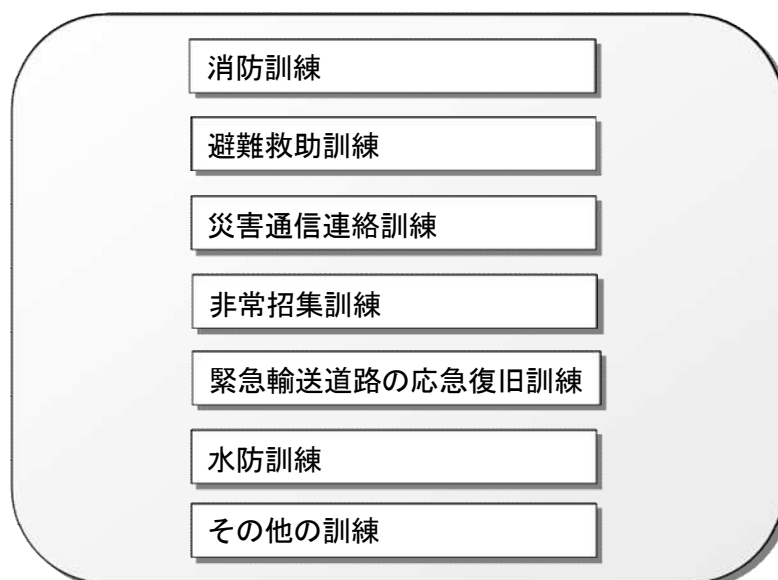 消防訓練
避難救助訓練
災害通信連絡訓練
非常招集訓練
緊急輸送道路の応急復旧訓練
水防訓練
その他の訓練